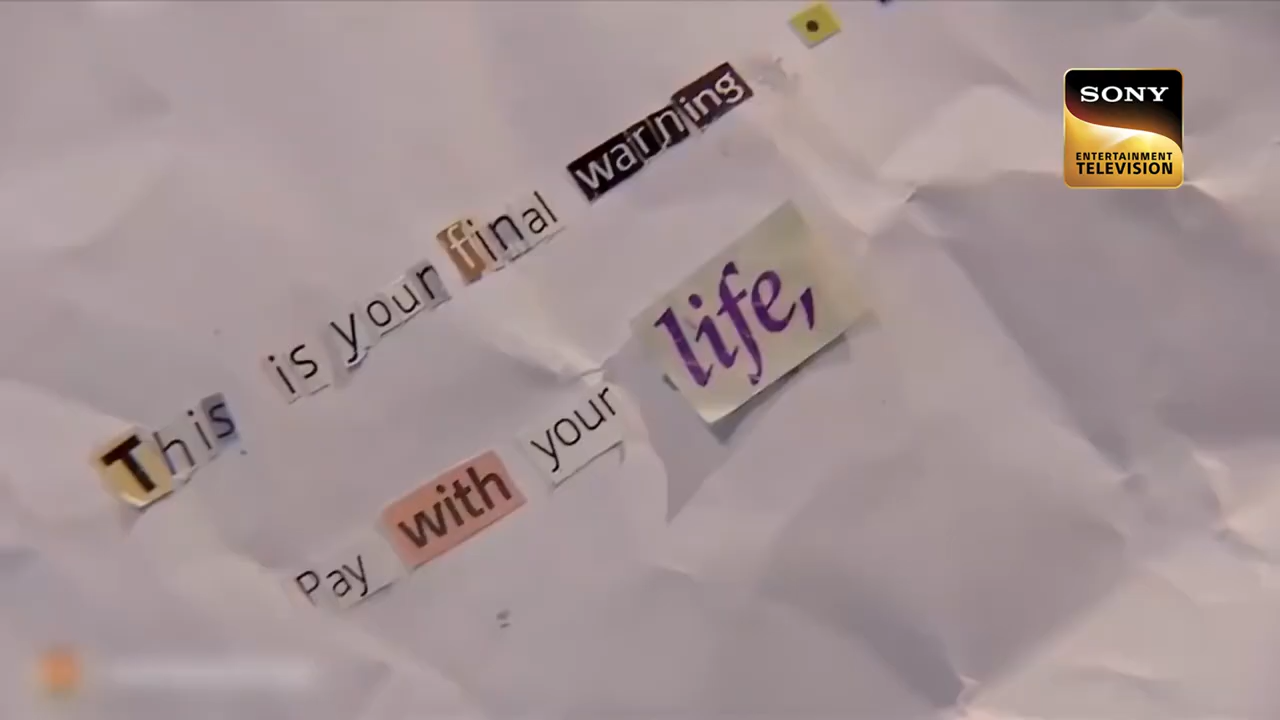 This is your final warning
Pay with your life,
SONY
ENTERTAINMENT
TELEVISION